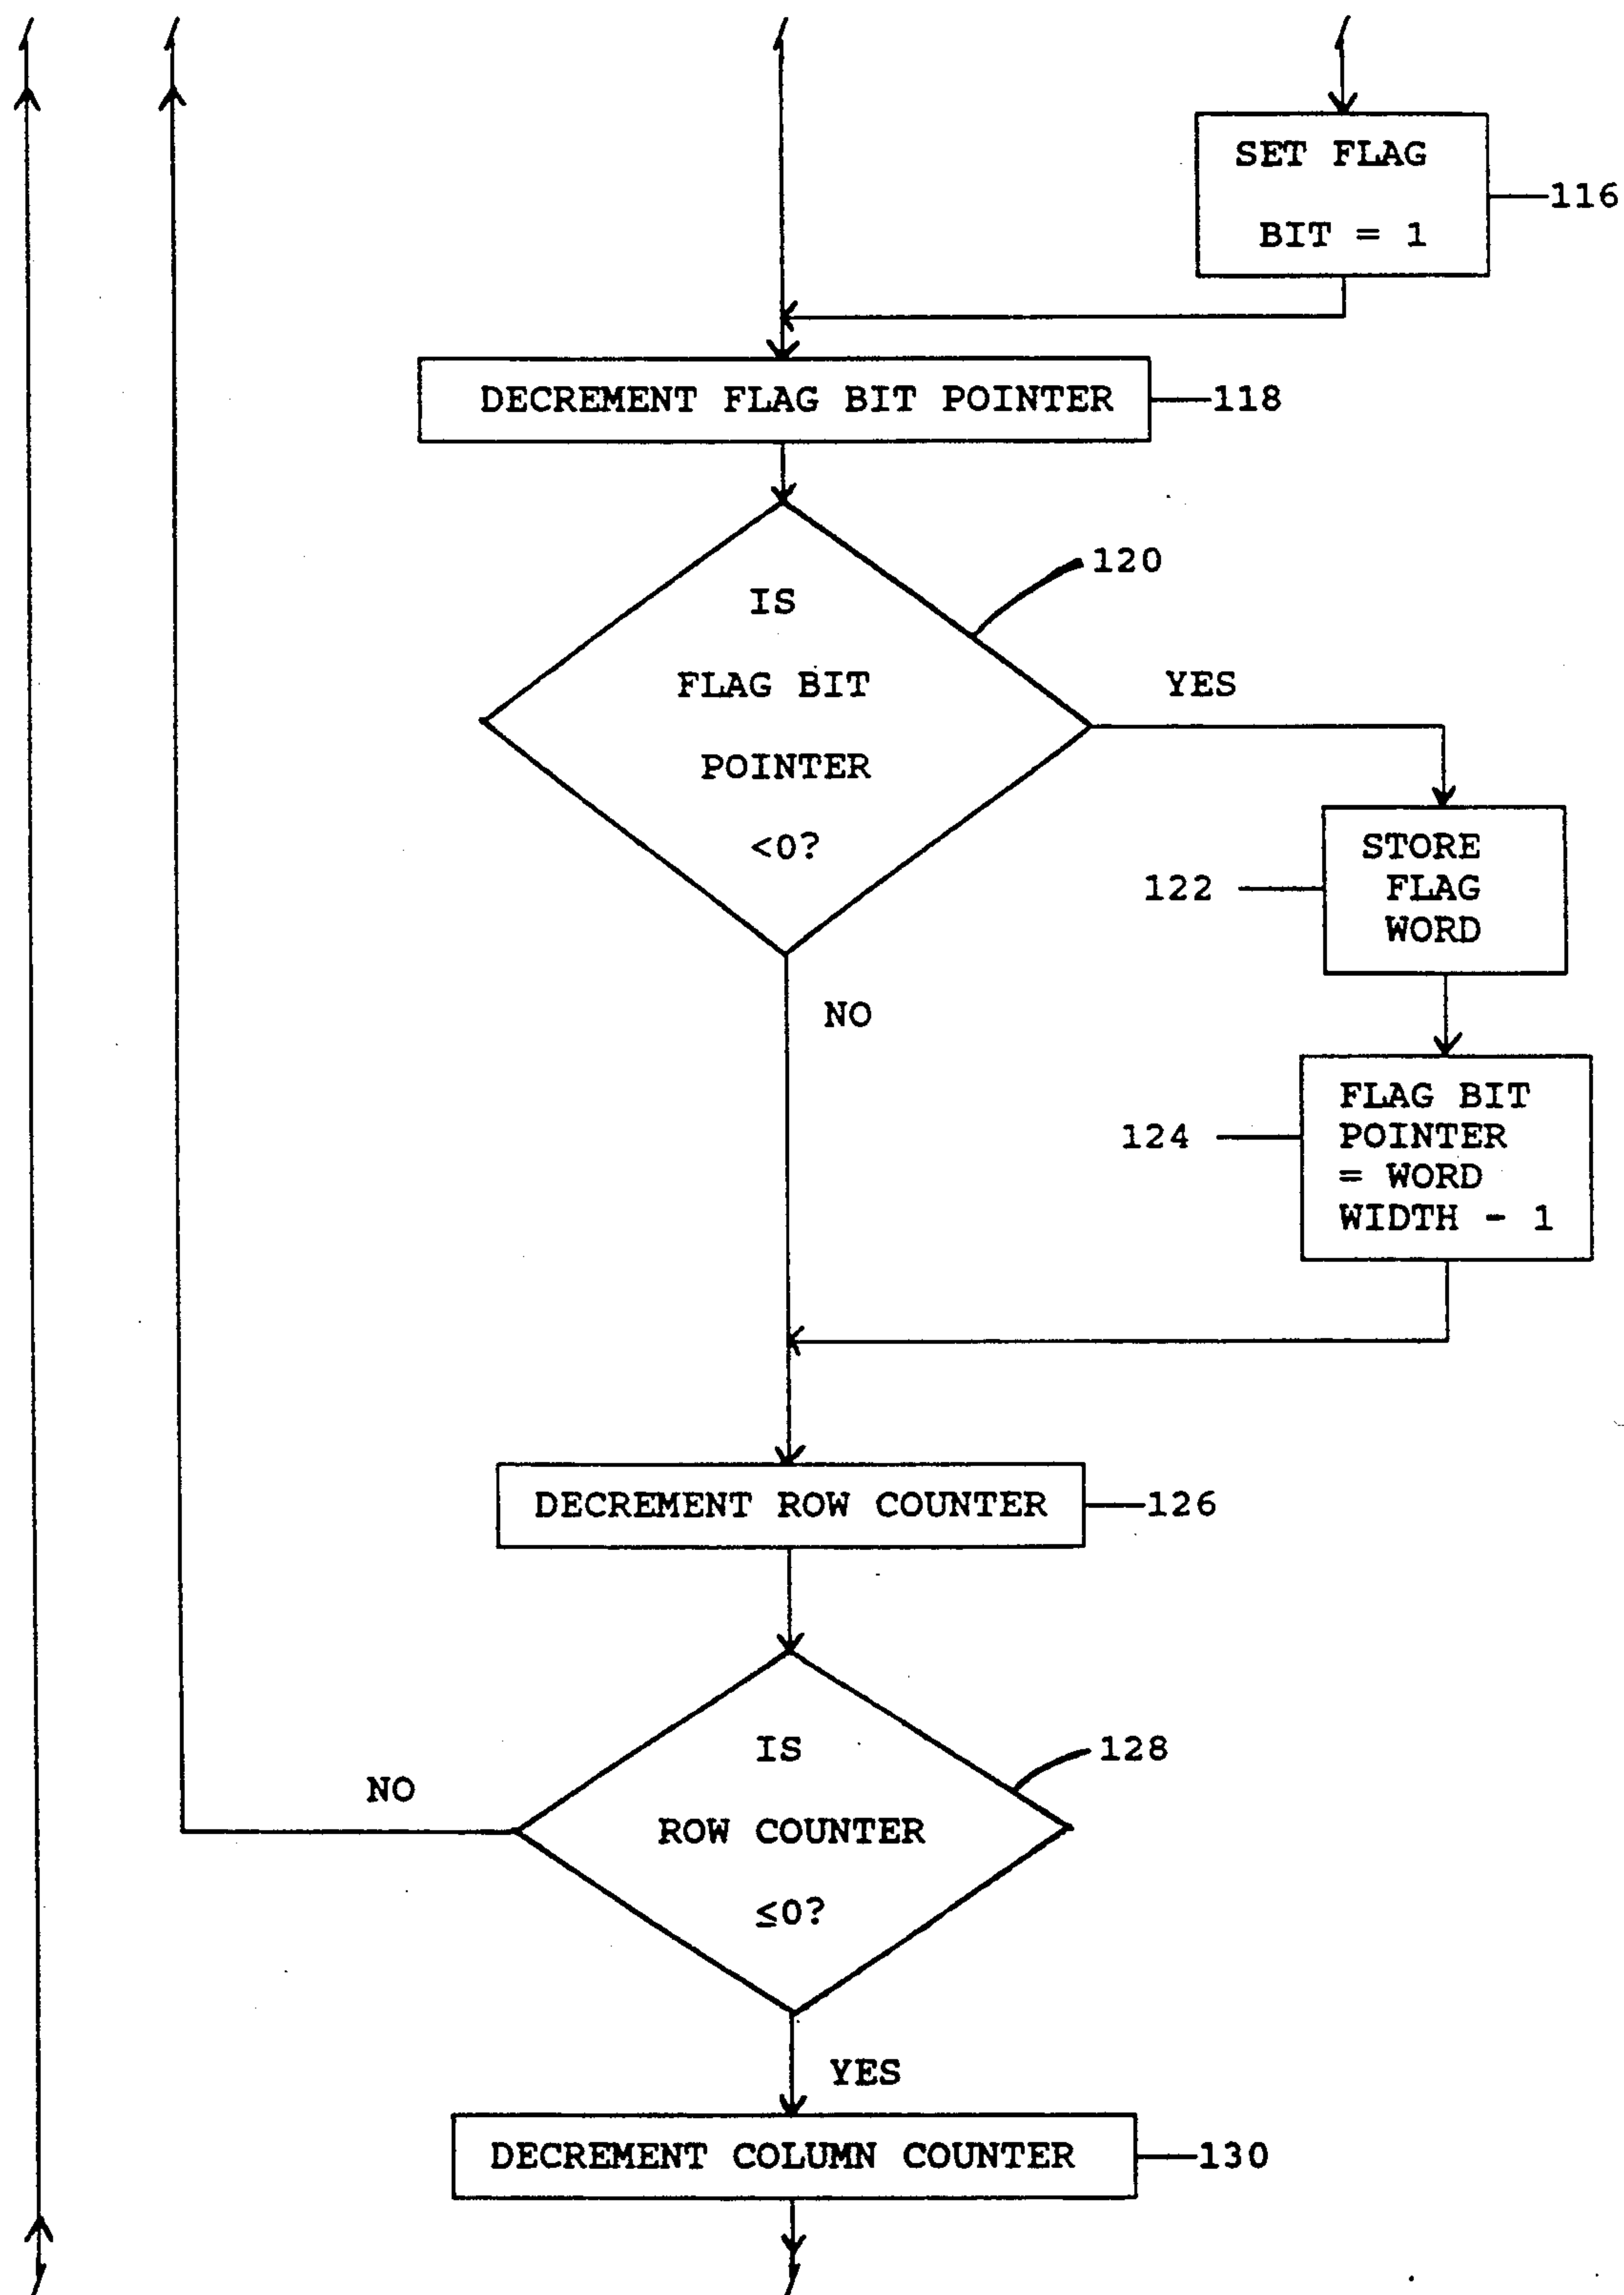 SET FLAG
BIT = 1
116
DECREMENT FLAG BIT POINTER
118
120
IS
FLAG BIT
POINTER
<0?
YES
STORE
FLAG
WORD
122
NO
FLAG BIT
POINTER
= WORD
WIDTH - 1
124
DECREMENT ROW COUNTER
126
128
IS
ROW COUNTER
≤0?
NO
YES
DECREMENT COLUMN COUNTER
130